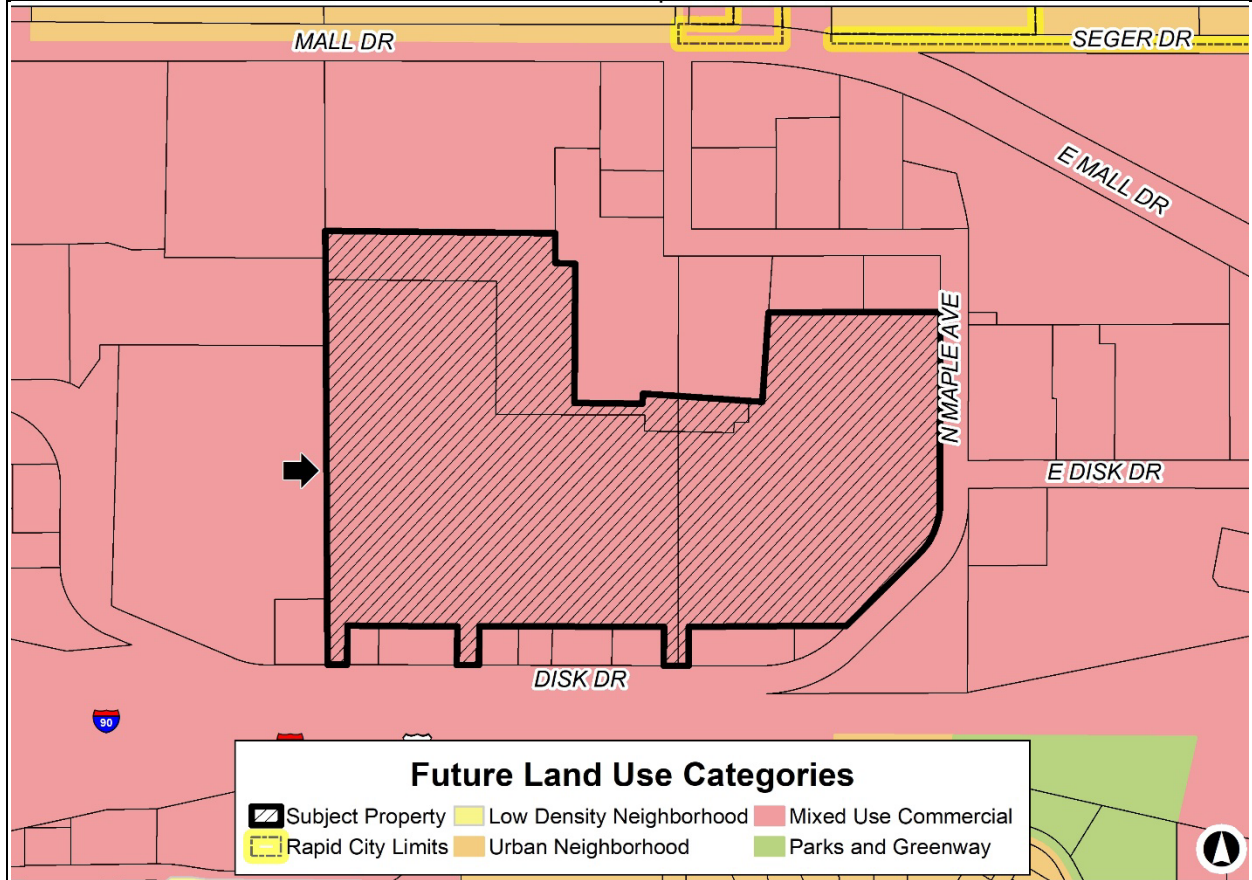 MALL DR
SEGER DR
E MALL DR
N MAPLE AVE
E DISK DR
DISK DR
90
Future Land Use Categories
Subject Property Low Density Neighborhood Mixed Use Commercial
Rapid City Limits Urban Neighborhood Parks and Greenway